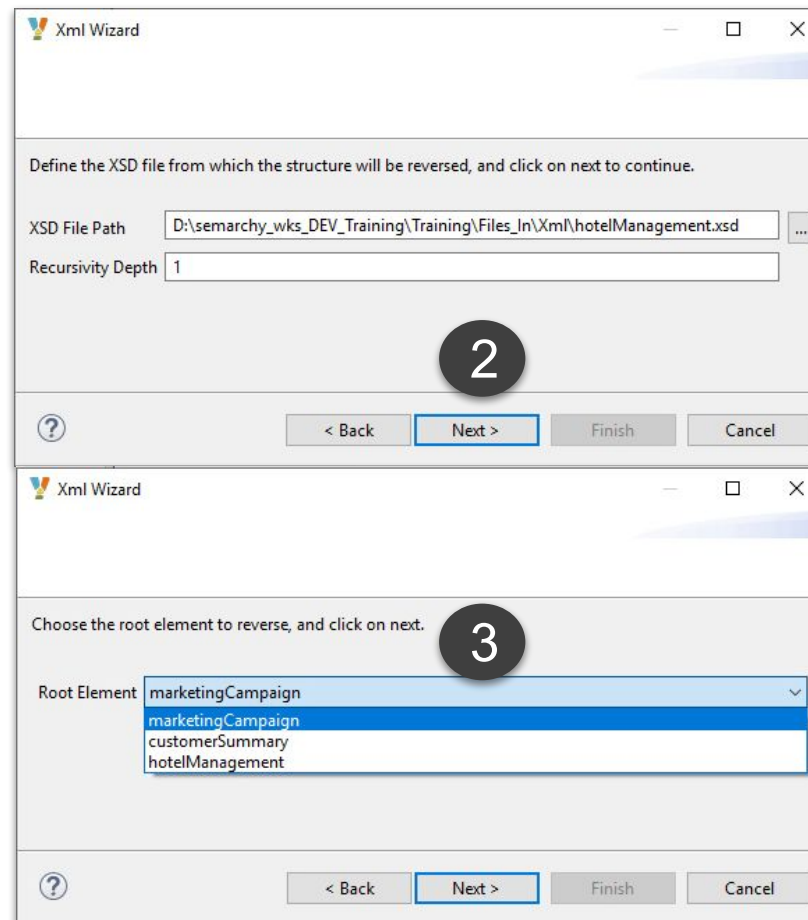 Xml Wizard
Define the XSD file from which the structure will be reversed, and click on next to continue.
XSD File Path D:\semarchy_wks_DEV_Training\Training\Files_In\Xml\hotelManagement.xsd ...
Recursivity Depth 1
2
? < Back Next > Finish Cancel
Xml Wizard
Choose the root element to reverse, and click on next.
3
Root Element marketingCampaign
marketingCampaign
customerSummary
hotelManagement
? < Back Next > Finish Cancel